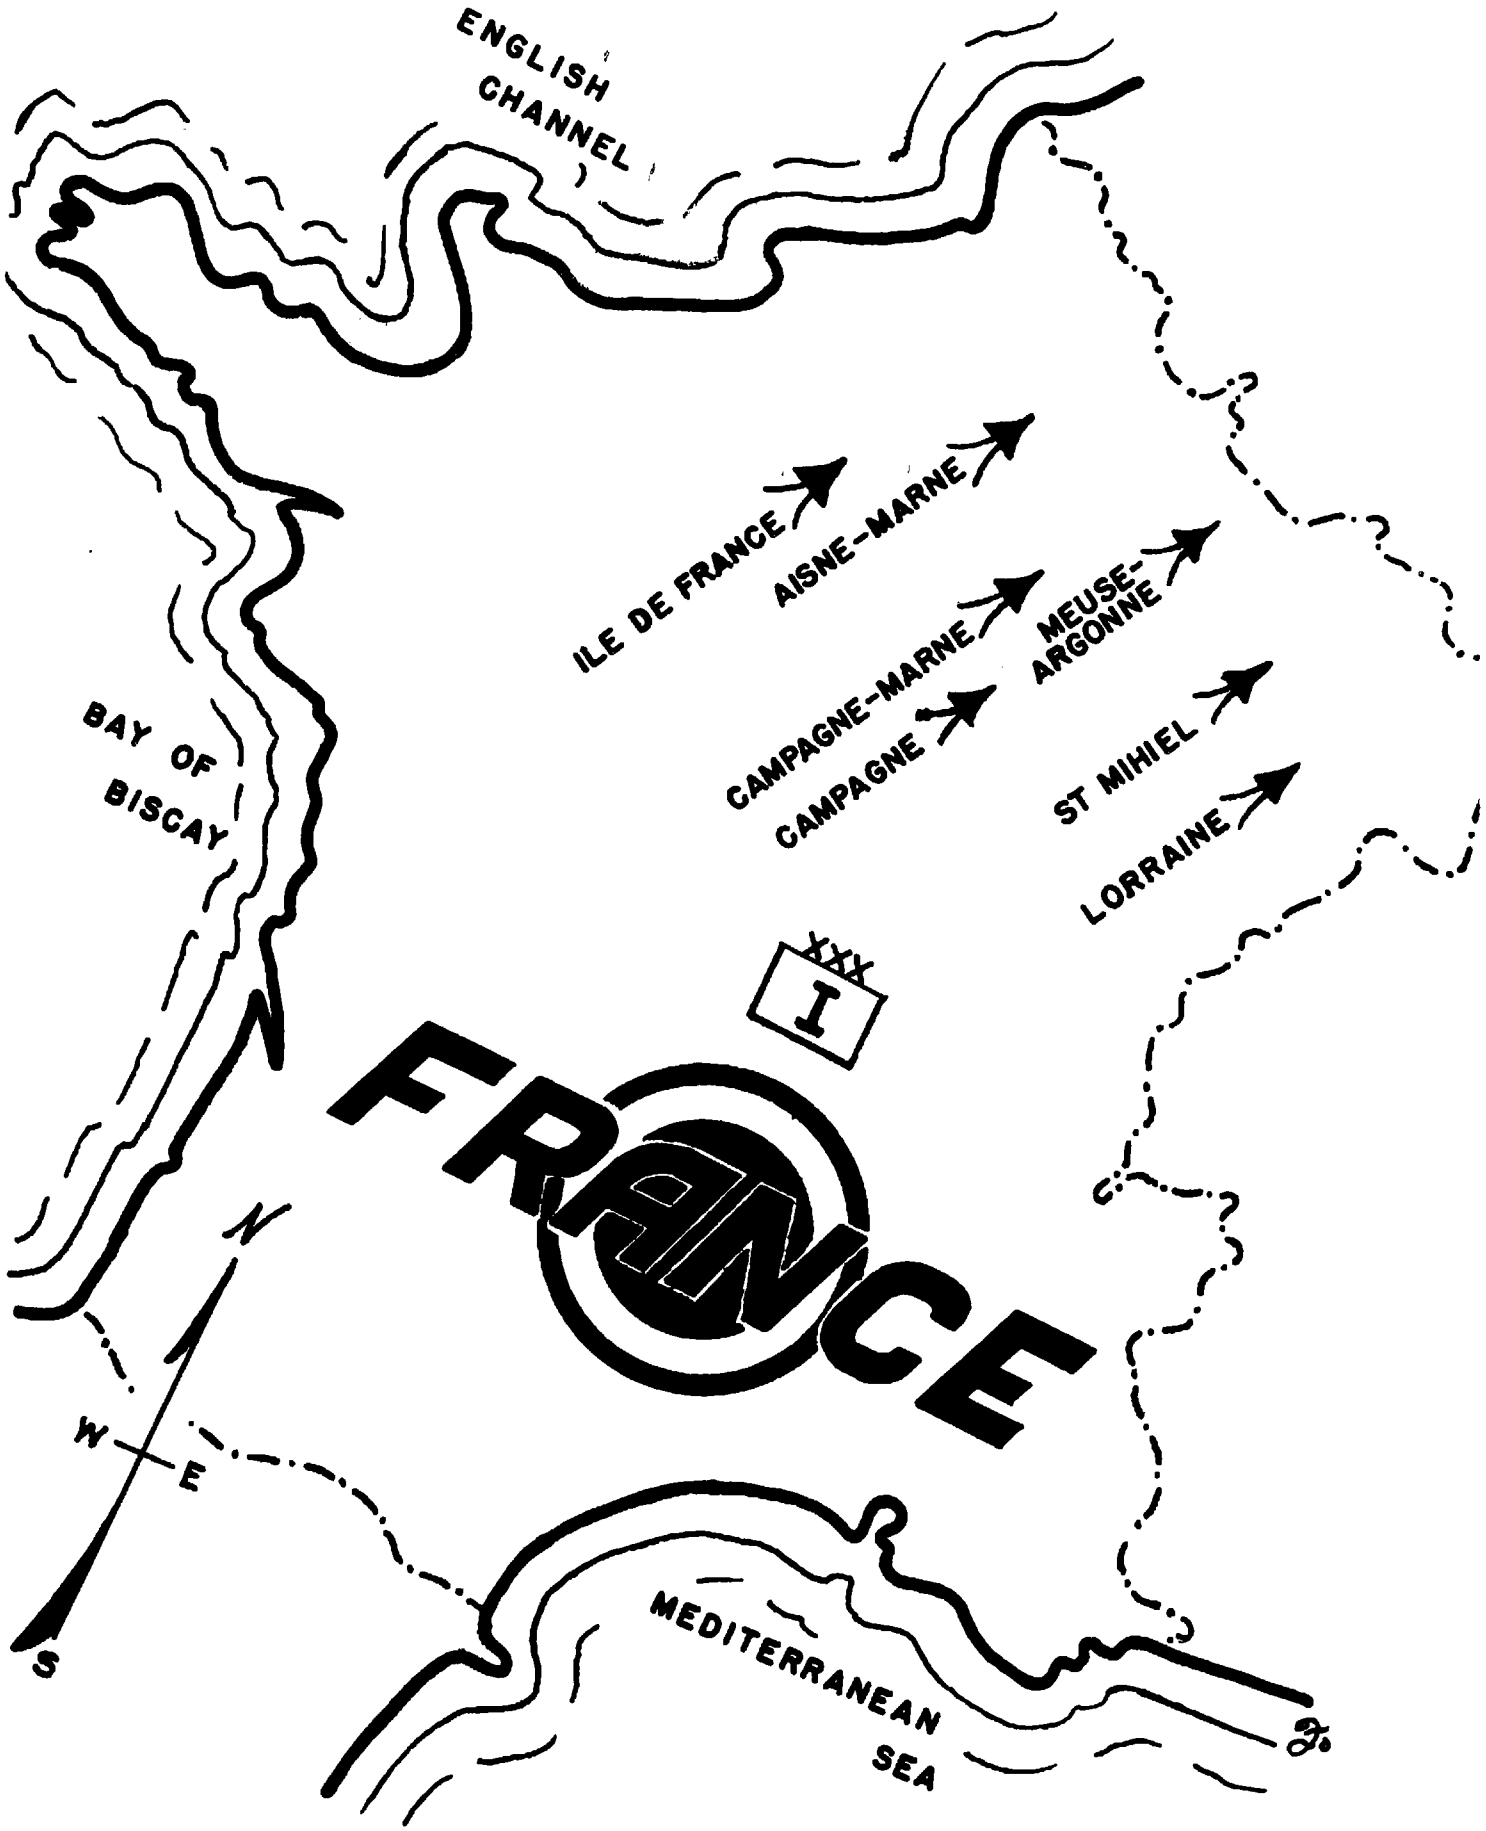 ENGLISH
CHANNEL
ILE DE FRANCE
AISNE-MARNE
CAMPAGNE-MARNE
CAMPAGNE
MEUSE-
ARGONNE
ST MIHIEL
LORRAINE
BAY OF
BISCAY
XXX
I
FRANCE
N
W
E
S
MEDITERRANEAN
SEA